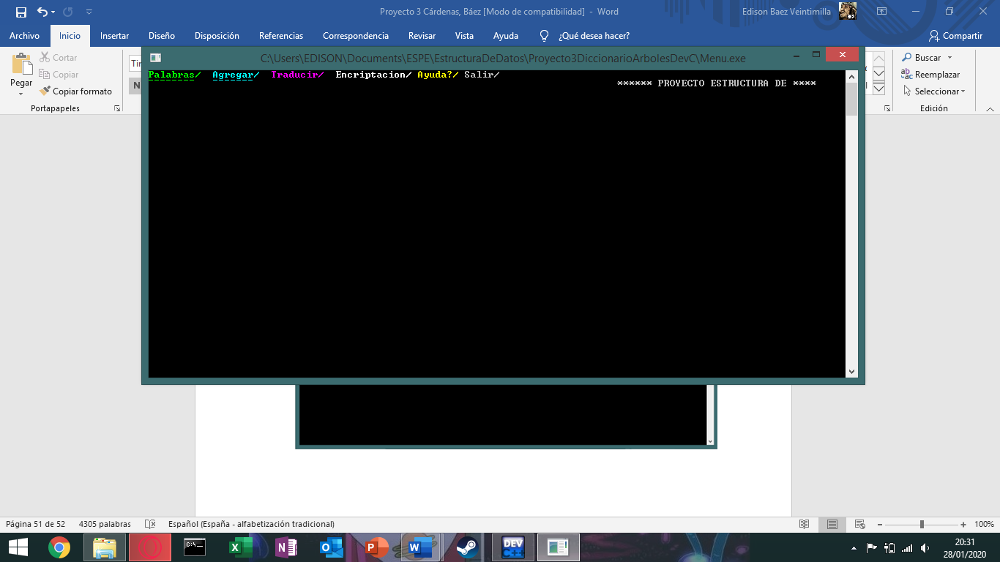 Proyecto 3 Cárdenas, Báez [Modo de compatibilidad] - Word
Edison Baez Veintimilla
Archivo Inicio Insertar Diseño Disposición Referencias Correspondencia Revisar Vista Ayuda ¿Qué desea hacer? Compartir
Pegar
Cortar
Copiar
Copiar formato
Portapapeles
Tir
N
C:\Users\EDISON\Documents\ESPE\EstructuraDeDatos\Proyecto3DiccionarioArbolesDevC\Menu.exe
Palabras/ Agregar/ Traducir/ Encriptacion/ Ayuda?/ Salir/
****** PROYECTO ESTRUCTURA DE ****
Buscar
Reemplazar
Seleccionar
Edición
Página 51 de 52 4305 palabras Español (España - alfabetización tradicional) 100%
C:\_
DEV
C++
20:31
28/01/2020